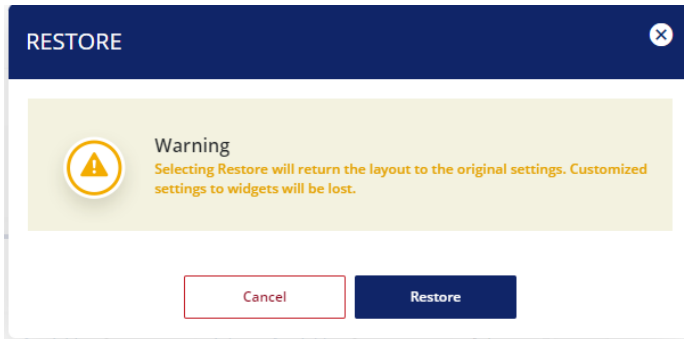 RESTORE
Warning
Selecting Restore will return the layout to the original settings. Customized
settings to widgets will be lost.
Cancel
Restore